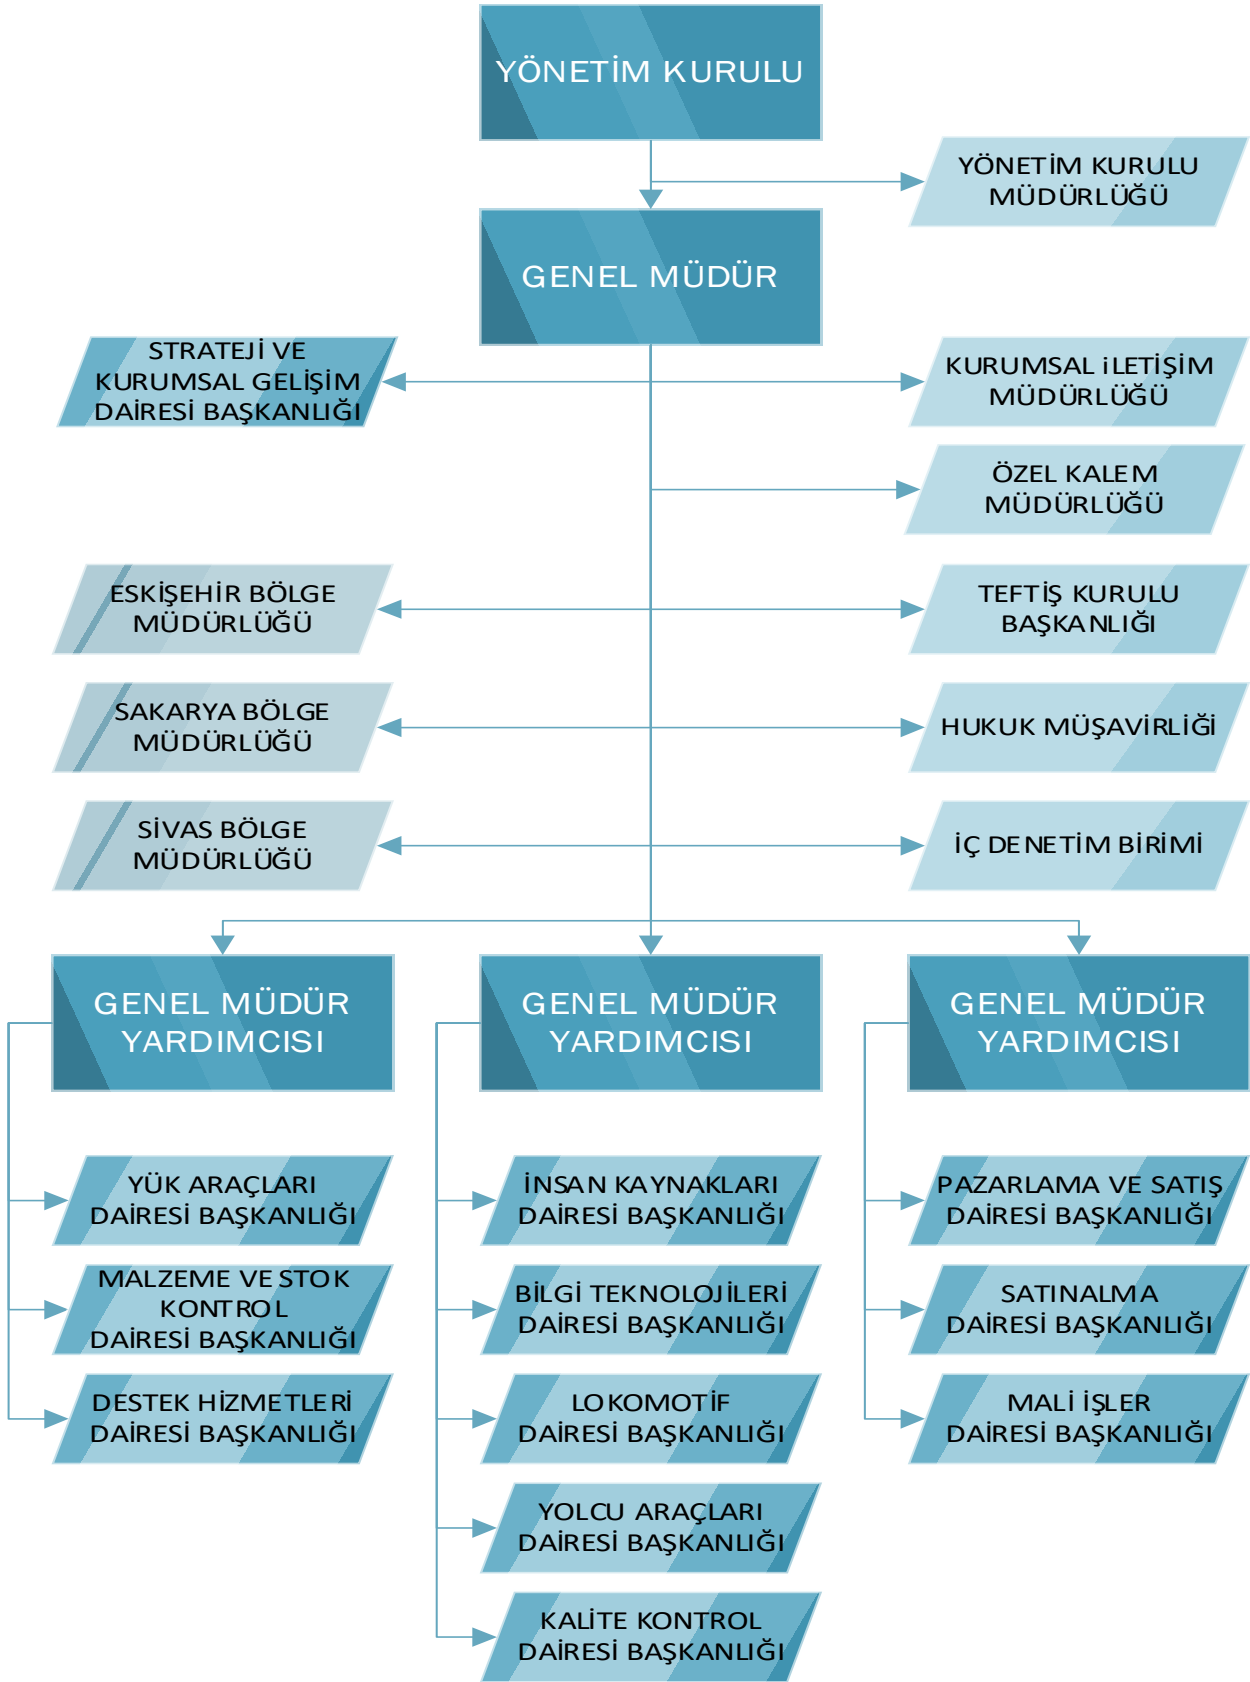 YÖNETİM KURULU
YÖNETİM KURULU
MÜDÜRLÜĞÜ
GENEL MÜDÜR
STRATEJİ VE
KURUMSAL GELİŞİM
DAİRESİ BAŞKANLIĞI
KURUMSAL iLETİŞİM
MÜDÜRLÜĞÜ
ÖZEL KALEM
MÜDÜRLÜĞÜ
ESKİŞEHİR BÖLGE
MÜDÜRLÜĞÜ
TEFTİŞ KURULU
BAŞKANLIĞI
SAKARYA BÖLGE
MÜDÜRLÜĞÜ
HUKUK MÜŞAVİRLİĞİ
SİVAS BÖLGE
MÜDÜRLÜĞÜ
İÇ DENETİM BİRİMİ
GENEL MÜDÜR
YARDIMCISI
GENEL MÜDÜR
YARDIMCISI
GENEL MÜDÜR
YARDIMCISI
YÜK ARAÇLARI
DAİRESİ BAŞKANLIĞI
MALZEME VE STOK
KONTROL
DAİRESİ BAŞKANLIĞI
DESTEK HİZMETLERİ
DAİRESİ BAŞKANLIĞI
İNSAN KAYNAKLARI
DAİRESİ BAŞKANLIĞI
BİLGİ TEKNOLOJİLERİ
DAİRESİ BAŞKANLIĞI
LOKOMOTİF
DAİRESİ BAŞKANLIĞI
YOLCU ARAÇLARI
DAİRESİ BAŞKANLIĞI
KALİTE KONTROL
DAİRESİ BAŞKANLIĞI
PAZARLAMA VE SATIŞ
DAİRESİ BAŞKANLIĞI
SATINALMA
DAİRESİ BAŞKANLIĞI
MALİ İŞLER
DAİRESİ BAŞKANLIĞI